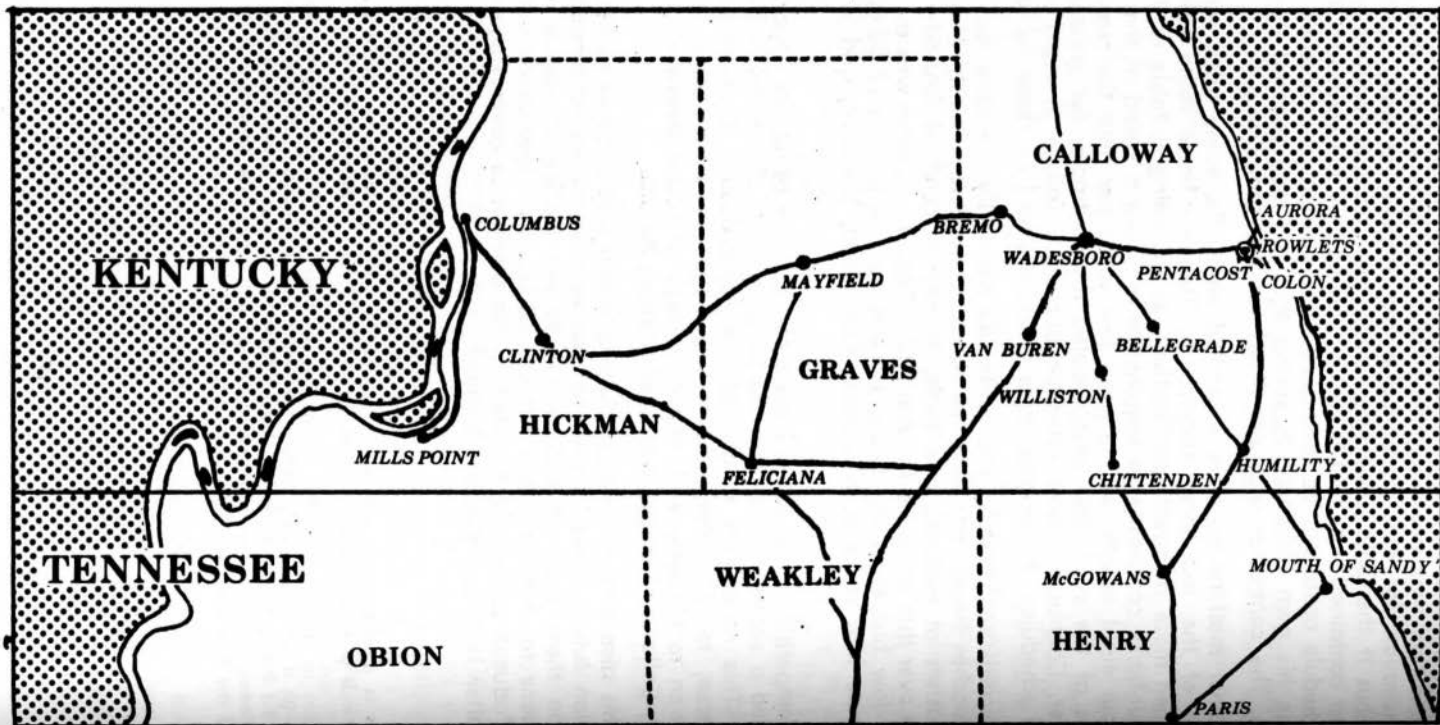 CALLOWAY
COLUMBUS
BREMO
AURORA
KENTUCKY
MAYFIELD
WADESBORO
ROWLETS
PENTACOST
COLON
CLINTON
VAN BUREN
BELLEGRADE
GRAVES
WILLISTON
HICKMAN
MILLS POINT
FELICIANA
CHITTENDEN
HUMILITY
TENNESSEE
WEAKLEY
McGOWANS
MOUTH OF SANDY
OBION
HENRY
PARIS